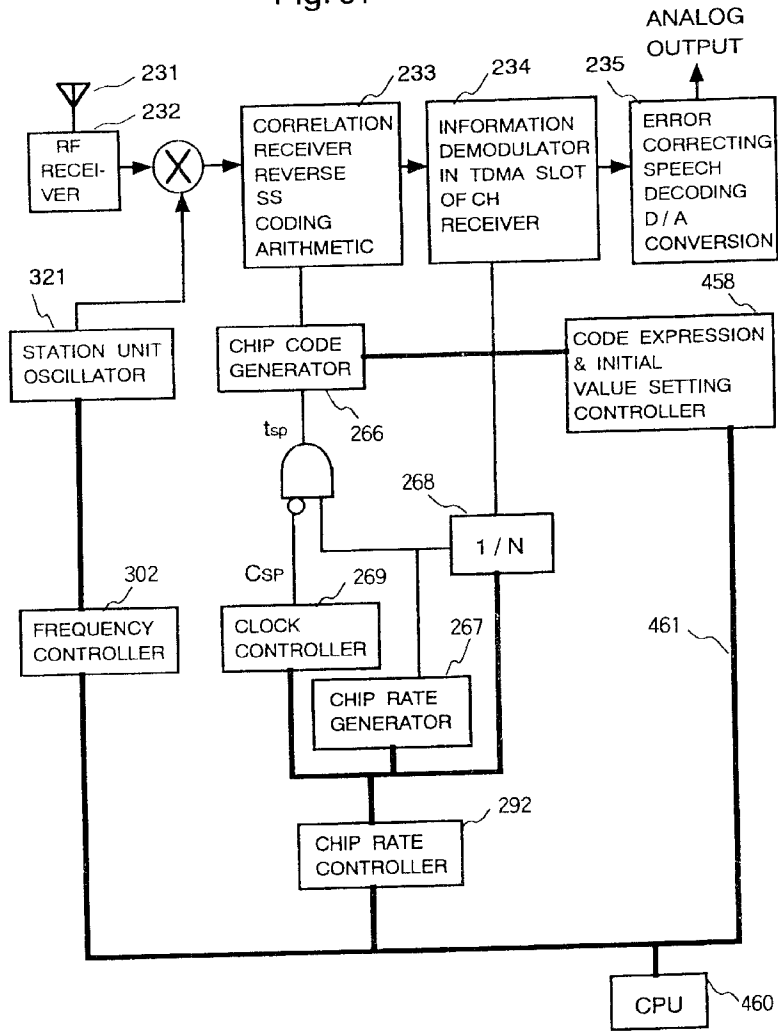 ANALOG
OUTPUT
231
232
233
234
235
RF
RECEI-
VER
X
CORRELATION
RECEIVER
REVERSE
SS
CODING
ARITHMETIC
INFORMATION
DEMODULATOR
IN TDMA SLOT
OF CH
RECEIVER
ERROR
CORRECTING
SPEECH
DECODING
D/A
CONVERSION
321
STATION UNIT
OSCILLATOR
CHIP CODE
GENERATOR
266
458
CODE EXPRESSION
& INITIAL
VALUE SETTING
CONTROLLER
tsp
268
1/N
CSP
302
FREQUENCY
CONTROLLER
269
CLOCK
CONTROLLER
267
CHIP RATE
GENERATOR
461
292
CHIP RATE
CONTROLLER
CPU
460